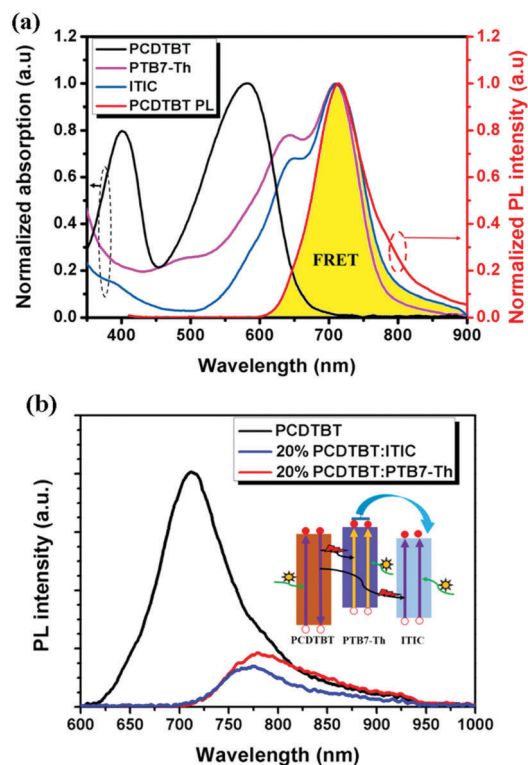 (a)
1.2
1.0
0.8
0.6
0.4
0.2
0.0
Normalized absorption (a.u)
PCDTBT
PTB7-Th
ITIC
PCDTBT PL
FRET
1.2
1.0
0.8
0.6
0.4
0.2
0.0
Normalized PL intensity (a.u)
400 500 600 700 800 900
Wavelength (nm)
(b)
PL intensity (a.u.)
PCDTBT
20% PCDTBT:ITIC
20% PCDTBT:PTB7-Th
PCDTBT PTB7-Th ITIC
600 650 700 750 800 850 900 950 1000
Wavelength (nm)